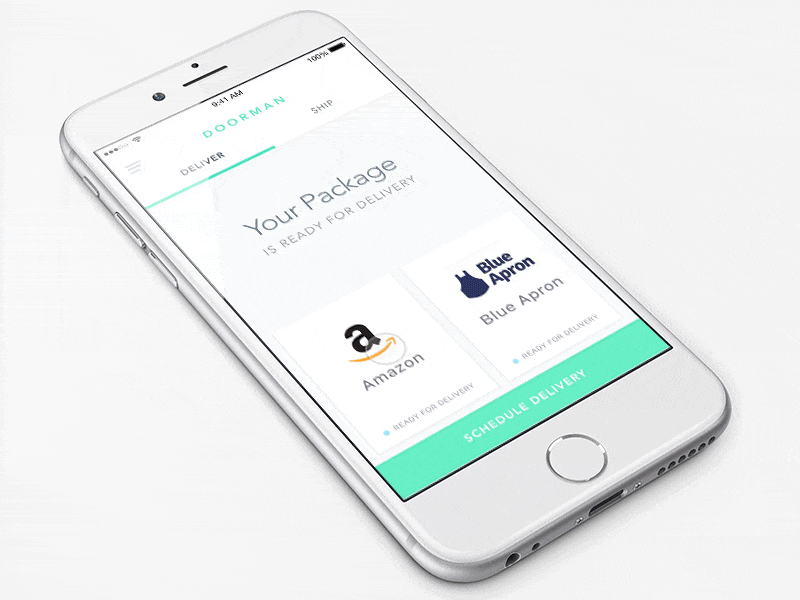 9:41 AM
100%
DOORMAN
DELIVER
SHIP
Your Package
IS READY FOR DELIVERY
a
Amazon
READY FOR DELIVERY
Blue
Apron
Blue Apron
READY FOR DELIVERY
SCHEDULE DELIVERY